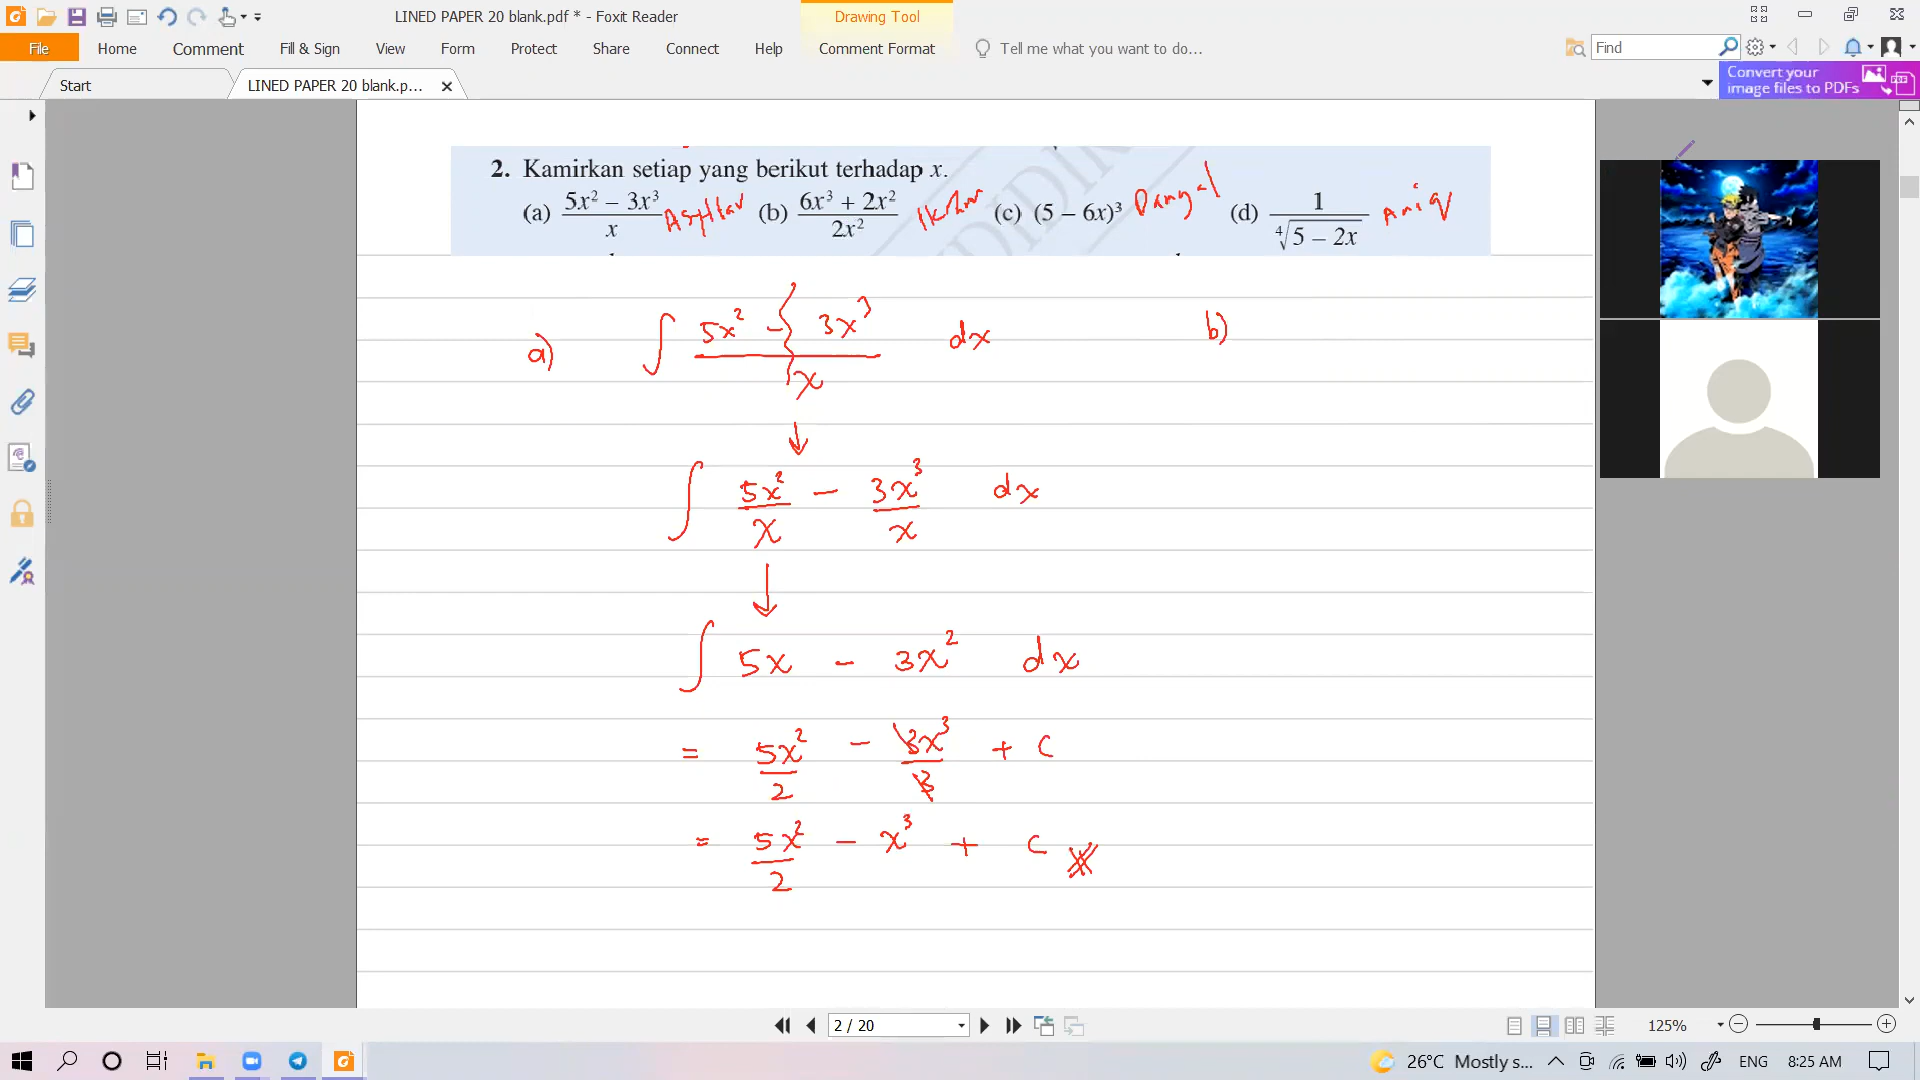 LINED PAPER 20 blank.pdf * - Foxit Reader
Drawing Tool
File Home Comment Fill & Sign View Form Protect Share Connect Help Comment Format Tell me what you want to do... Find
Start LINED PAPER 20 blank.p...
Convert your image files to PDFs
2. Kamirkan setiap yang berikut terhadap x.
(a) (5x² − 3x³)/x (b) (6x³ + 2x²)/2x² (c) (5 − 6x)³ Danyal (d) 1/⁴√(5 − 2x) Aniq
a) ∫ (5x² − 3x³)/x dx b)
∫ 5x²/x − 3x³/x dx
∫ 5x − 3x² dx
= 5x²/2 − 3x³/3 + c
= 5x²/2 − x³ + c
2 / 20
125%
26°C Mostly s... ENG 8:25 AM